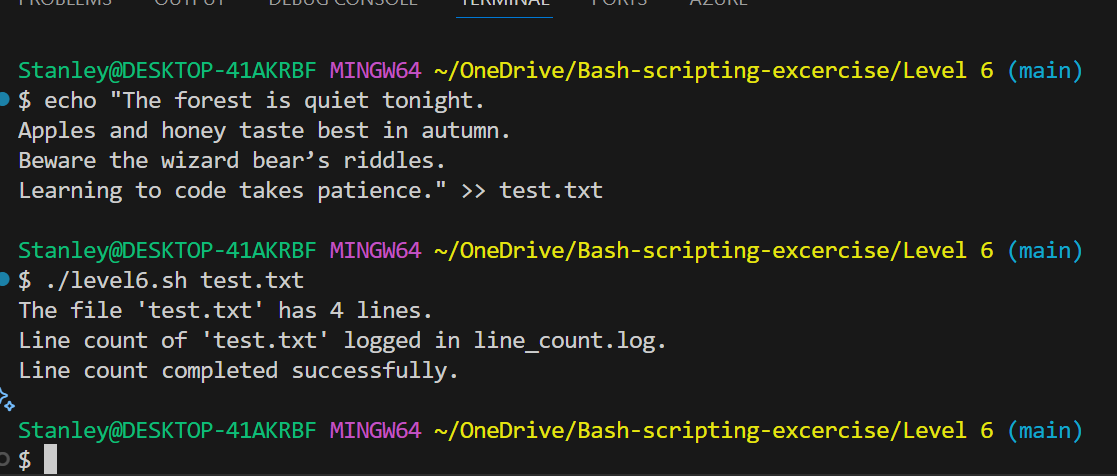 PROBLEMS OUTPUT DEBUG CONSOLE TERMINAL PORTS AZURE
Stanley@DESKTOP-41AKRBF MINGW64 ~/OneDrive/Bash-scripting-excercise/Level 6 (main)
$ echo "The forest is quiet tonight.
Apples and honey taste best in autumn.
Beware the wizard bear’s riddles.
Learning to code takes patience." >> test.txt
Stanley@DESKTOP-41AKRBF MINGW64 ~/OneDrive/Bash-scripting-excercise/Level 6 (main)
$ ./level6.sh test.txt
The file 'test.txt' has 4 lines.
Line count of 'test.txt' logged in line_count.log.
Line count completed successfully.
Stanley@DESKTOP-41AKRBF MINGW64 ~/OneDrive/Bash-scripting-excercise/Level 6 (main)
$